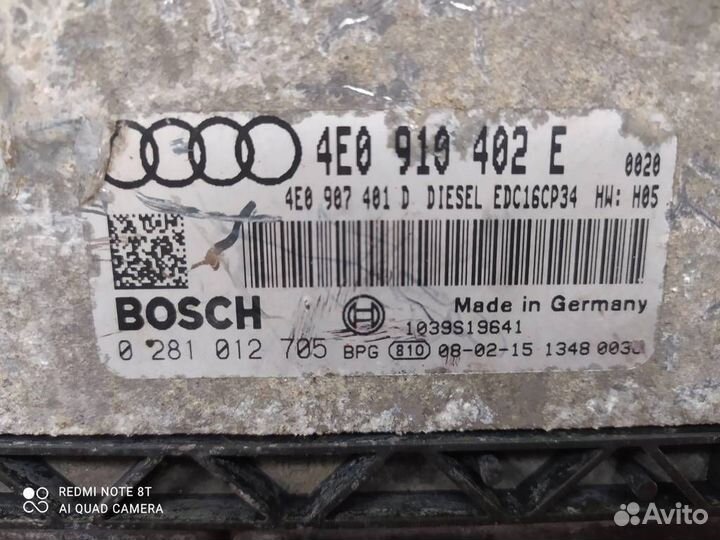 4E0 910 402 E 0020
4E0 907 401 D DIESEL EDC16CP34 HW: H05
BOSCH
Made in Germany
1039S19641
0 281 012 705 BPG 810 08-02-15 1348
REDMI NOTE 8T
AI QUAD CAMERA
Avito